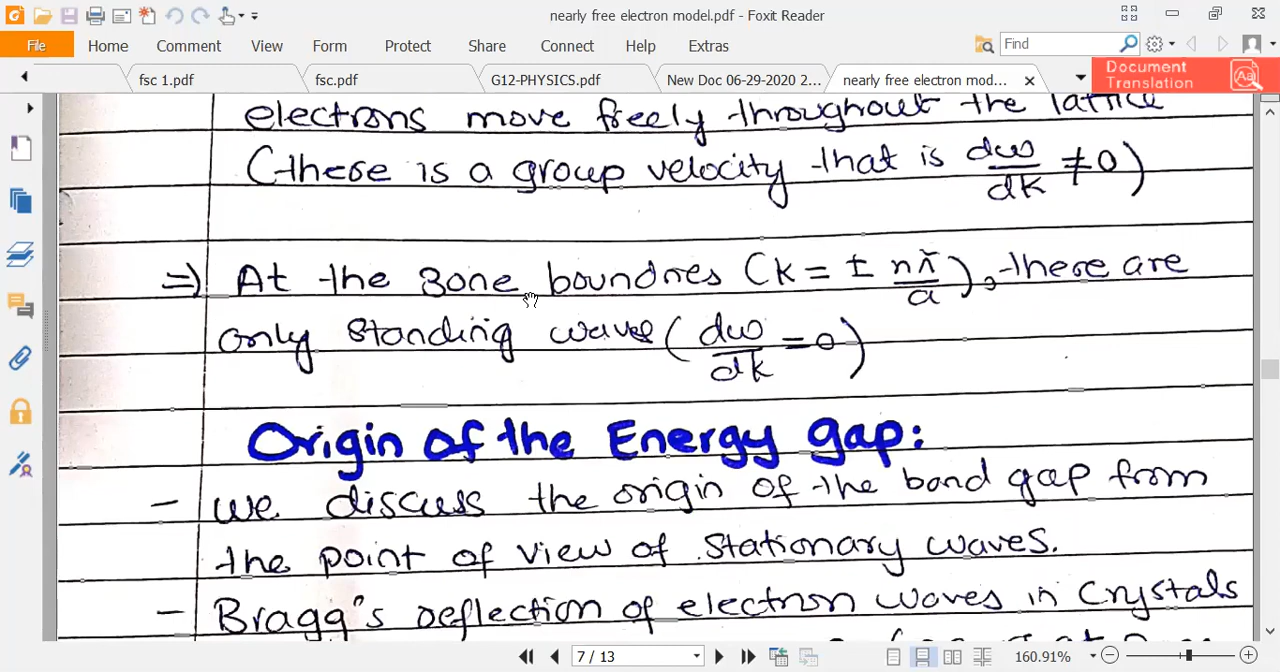 nearly free electron model.pdf - Foxit Reader
File Home Comment View Form Protect Share Connect Help Extras Find
fsc 1.pdf fsc.pdf G12-PHYSICS.pdf New Doc 06-29-2020 2... nearly free electron mod... Document Translation
electrons move freely throughout the lattice
(there is a group velocity that is dω/dk ≠ 0)
=) At the zone boundries (k = ± nπ/a), there are
only standing waves (dω/dk = 0)
Origin of the Energy gap:
- we discuss the origin of the band gap from
the point of view of stationary waves.
- Bragg's deflection of electron waves in crystals
7 / 13 160.91%